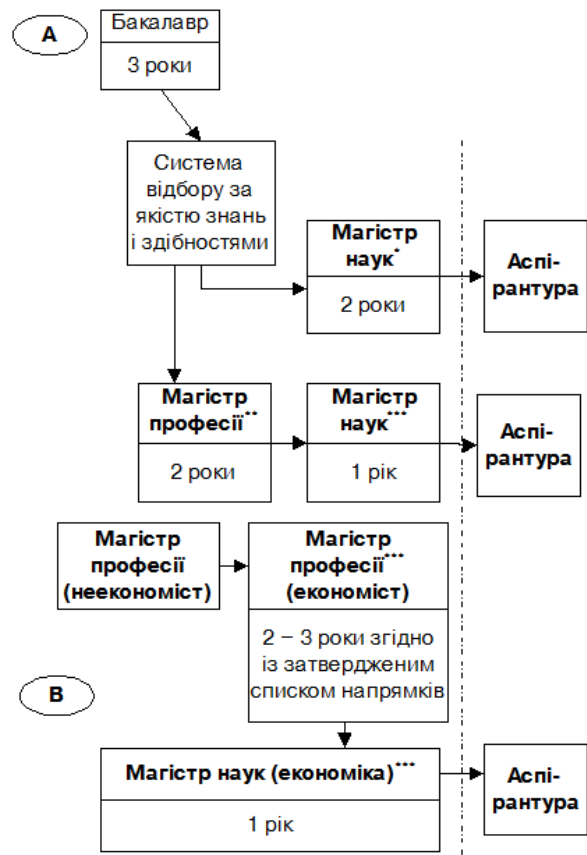 А
Бакалавр
3 роки
Система
відбору за
якістю знань
і здібностями
Магістр
наук*
2 роки
Аспі-
рантура
Магістр
професії**
2 роки
Магістр
наук***
1 рік
Аспі-
рантура
Магістр
професії
(неекономіст)
Магістр
професії***
(економіст)
2 – 3 роки згідно
із затвердженим
списком напрямків
В
Магістр наук (економіка)***
1 рік
Аспі-
рантура